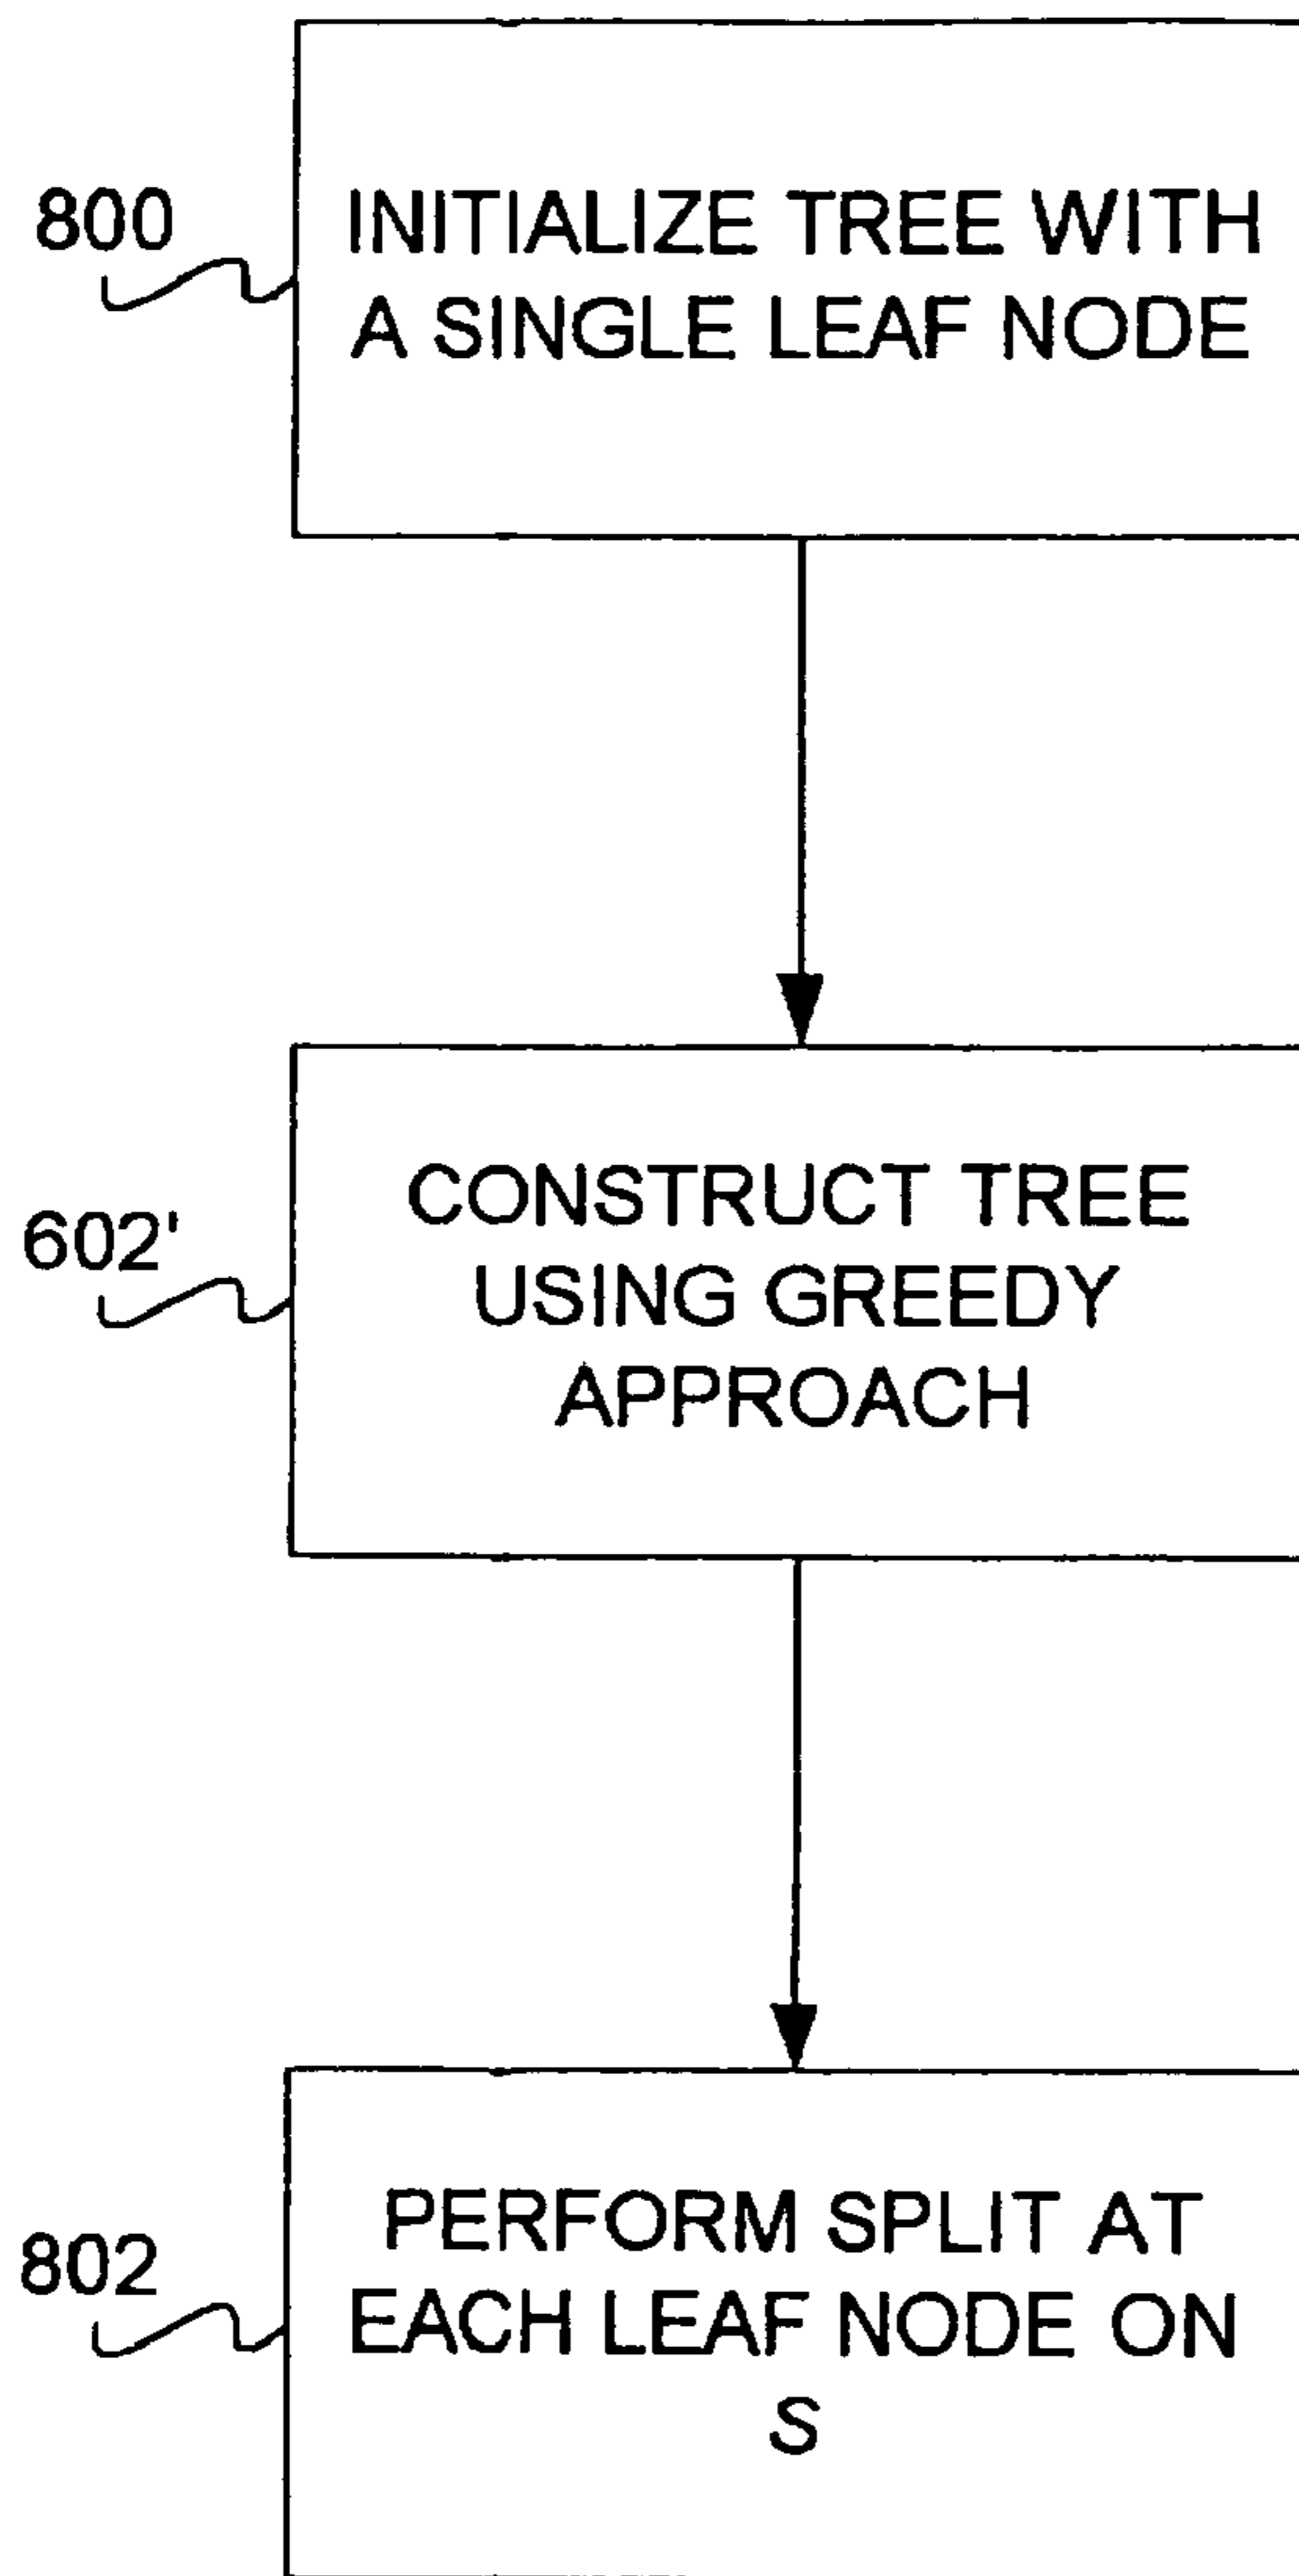 800
INITIALIZE TREE WITH
A SINGLE LEAF NODE
602'
CONSTRUCT TREE
USING GREEDY
APPROACH
802
PERFORM SPLIT AT
EACH LEAF NODE ON
S